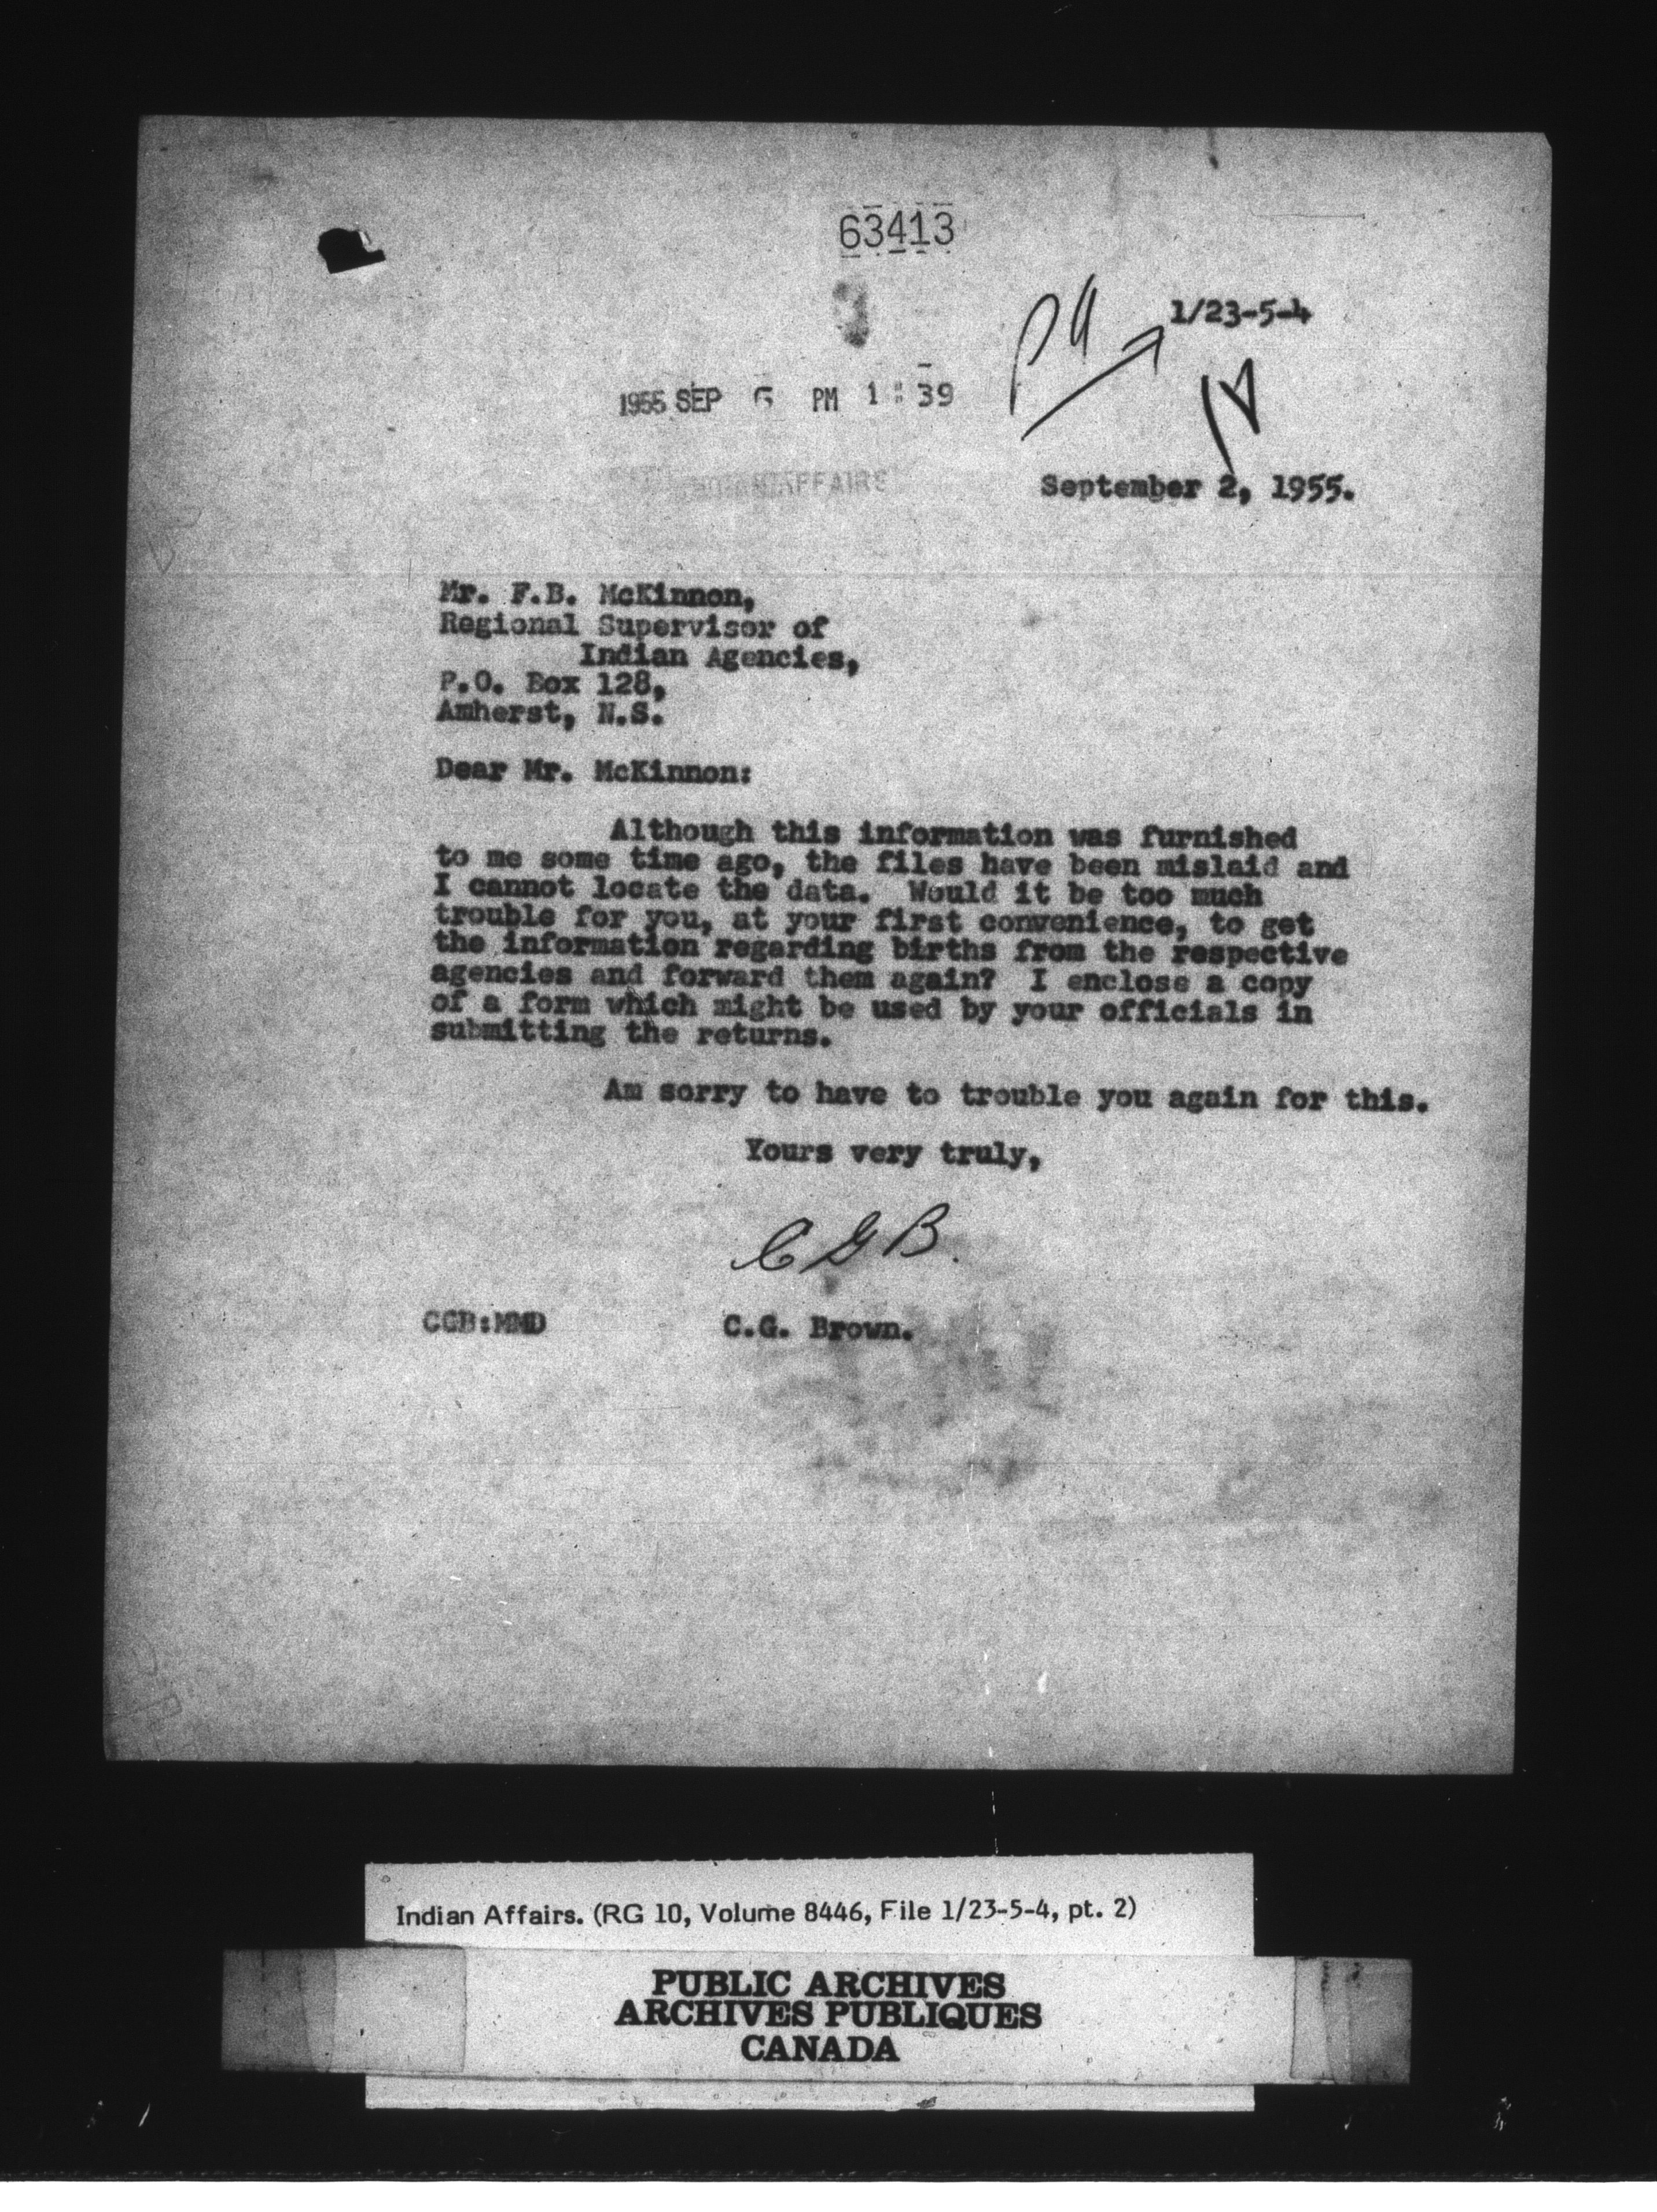 63413
PA
1/23-5-4
1955 SEP 6 PM 1:39
AFFAIRS
September 2, 1955.
Mr. F.B. McKinnon,
Regional Supervisor of
Indian Agencies,
P.O. Box 128,
Amherst, N.S.
Dear Mr. McKinnon:
Although this information was furnished
to me some time ago, the files have been mislaid and
I cannot locate the data. Would it be too much
trouble for you, at your first convenience, to get
the information regarding births from the respective
agencies and forward them again? I enclose a copy
of a form which might be used by your officials in
submitting the returns.
Am sorry to have to trouble you again for this.
Yours very truly,
C G B.
CGB:MMD
C.G. Brown.
Indian Affairs. (RG 10, Volume 8446, File 1/23-5-4, pt. 2)
PUBLIC ARCHIVES
ARCHIVES PUBLIQUES
CANADA